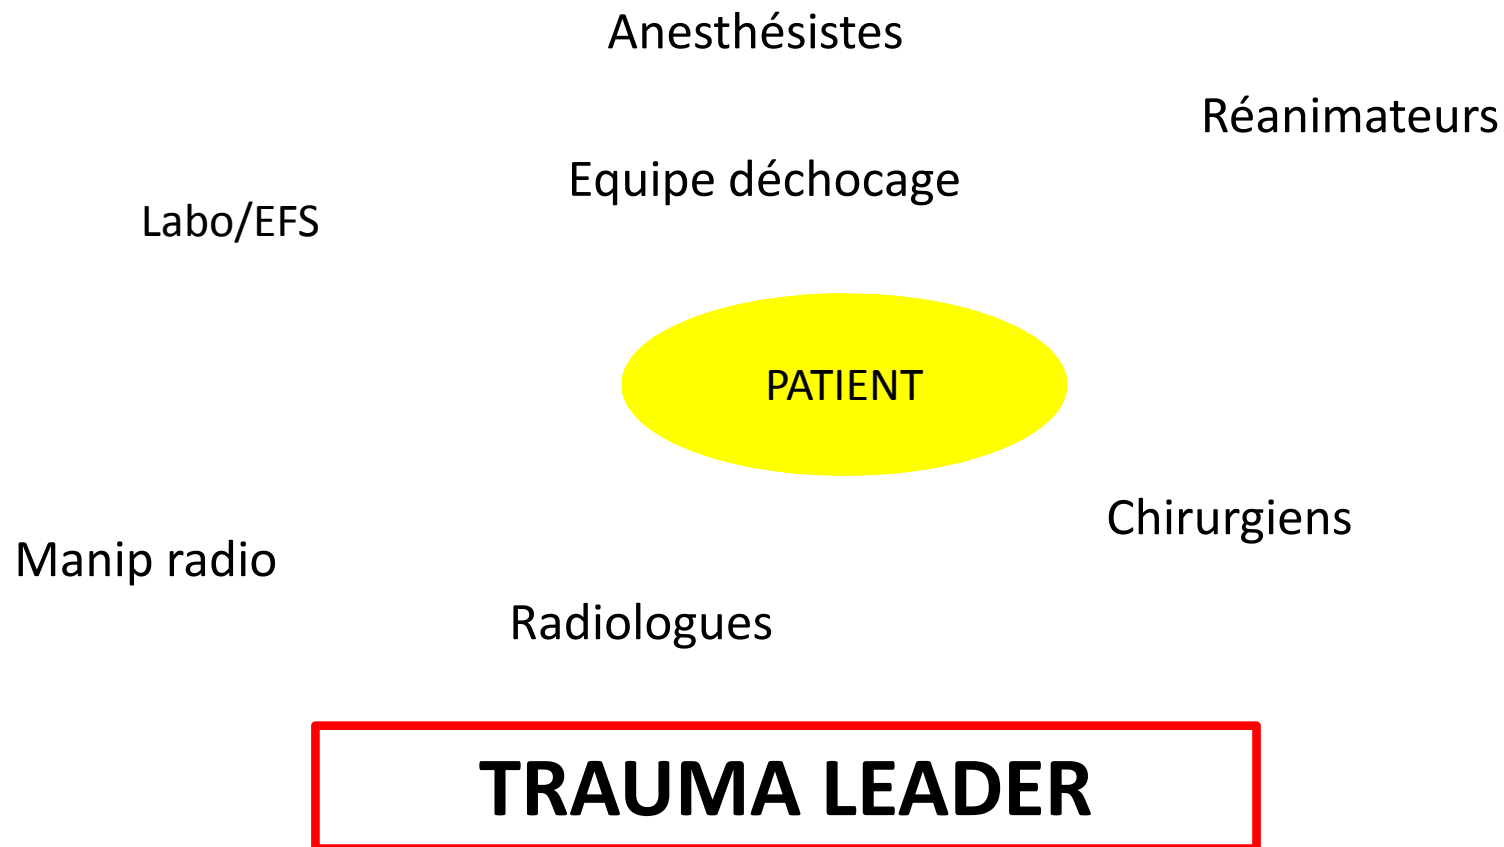 Anesthésistes
Réanimateurs
Equipe déchocage
Labo/EFS
PATIENT
Chirurgiens
Manip radio
Radiologues
TRAUMA LEADER